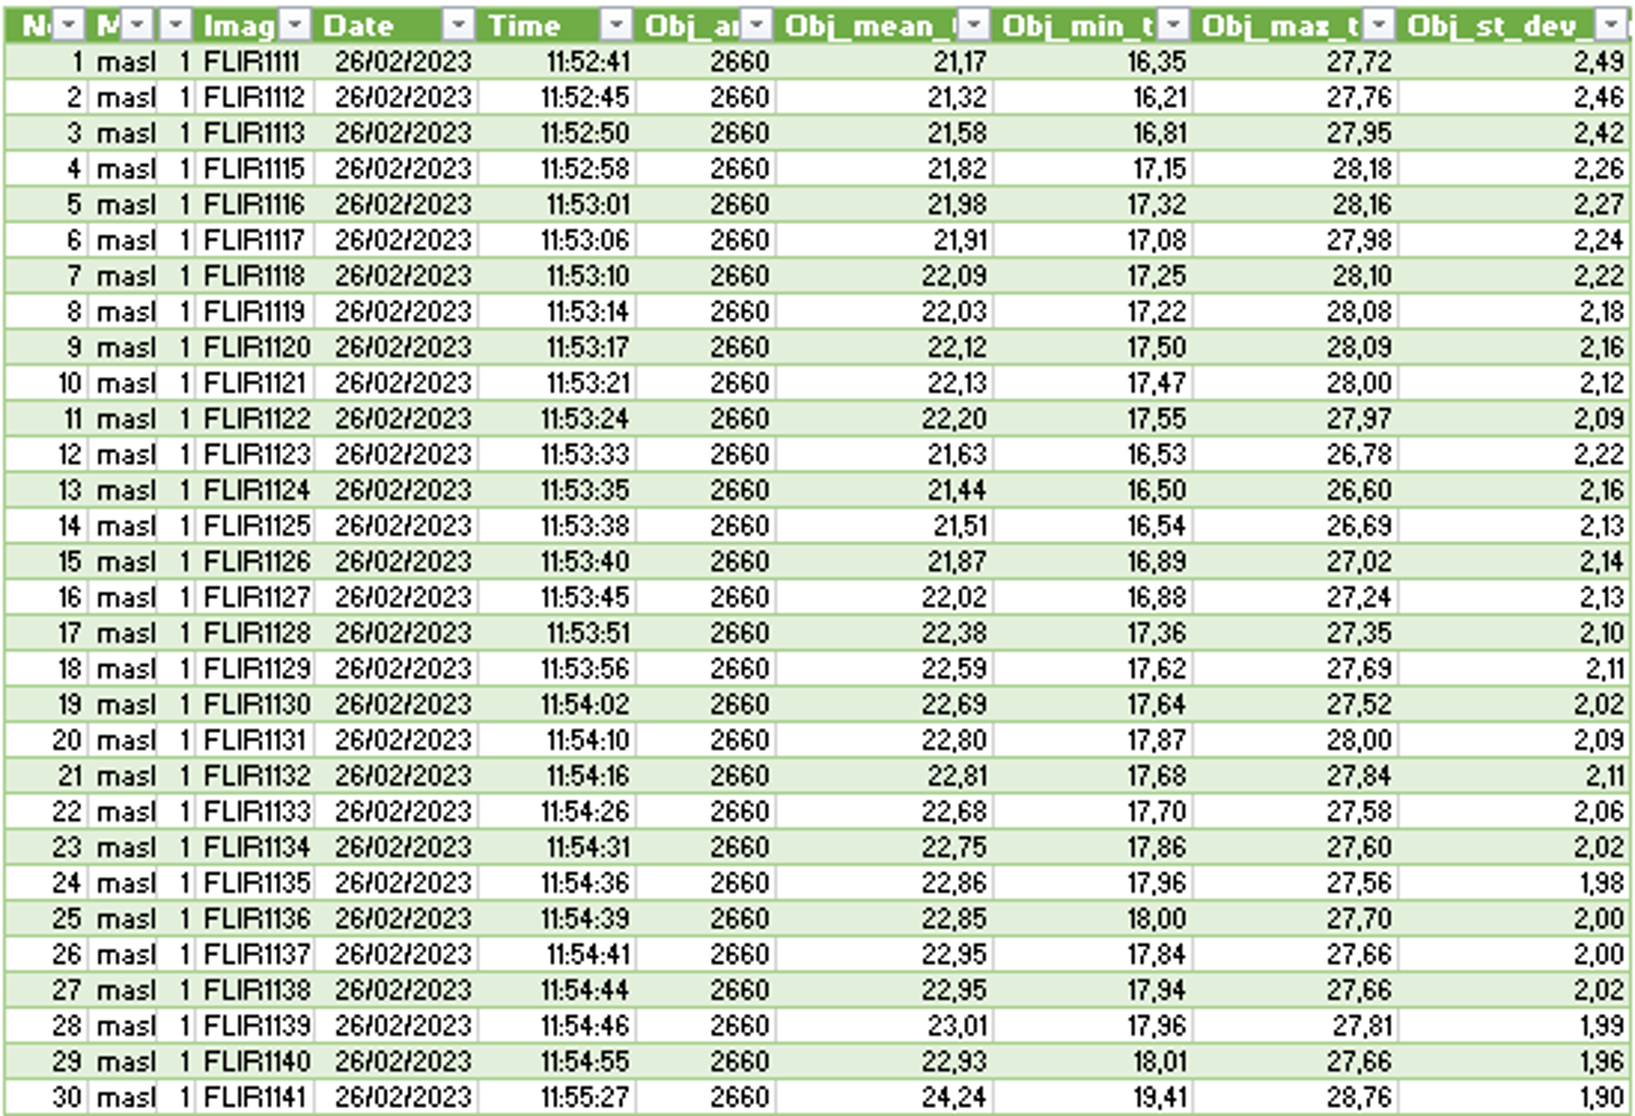 N M Imag Date Time Obj_ar Obj_mean_ Obj_min_t Obj_max_t Obj_st_dev_
1 masl 1 FLIR1111 26/02/2023 11:52:41 2660 21,17 16,35 27,72 2,49
2 masl 1 FLIR1112 26/02/2023 11:52:45 2660 21,32 16,21 27,76 2,46
3 masl 1 FLIR1113 26/02/2023 11:52:50 2660 21,58 16,81 27,95 2,42
4 masl 1 FLIR1115 26/02/2023 11:52:58 2660 21,82 17,15 28,18 2,26
5 masl 1 FLIR1116 26/02/2023 11:53:01 2660 21,98 17,32 28,16 2,27
6 masl 1 FLIR1117 26/02/2023 11:53:06 2660 21,91 17,08 27,98 2,24
7 masl 1 FLIR1118 26/02/2023 11:53:10 2660 22,09 17,25 28,10 2,22
8 masl 1 FLIR1119 26/02/2023 11:53:14 2660 22,03 17,22 28,08 2,18
9 masl 1 FLIR1120 26/02/2023 11:53:17 2660 22,12 17,50 28,09 2,16
10 masl 1 FLIR1121 26/02/2023 11:53:21 2660 22,13 17,47 28,00 2,12
11 masl 1 FLIR1122 26/02/2023 11:53:24 2660 22,20 17,55 27,97 2,09
12 masl 1 FLIR1123 26/02/2023 11:53:33 2660 21,63 16,53 26,78 2,22
13 masl 1 FLIR1124 26/02/2023 11:53:35 2660 21,44 16,50 26,60 2,16
14 masl 1 FLIR1125 26/02/2023 11:53:38 2660 21,51 16,54 26,69 2,13
15 masl 1 FLIR1126 26/02/2023 11:53:40 2660 21,87 16,89 27,02 2,14
16 masl 1 FLIR1127 26/02/2023 11:53:45 2660 22,02 16,88 27,24 2,13
17 masl 1 FLIR1128 26/02/2023 11:53:51 2660 22,38 17,36 27,35 2,10
18 masl 1 FLIR1129 26/02/2023 11:53:56 2660 22,59 17,62 27,69 2,11
19 masl 1 FLIR1130 26/02/2023 11:54:02 2660 22,69 17,64 27,52 2,02
20 masl 1 FLIR1131 26/02/2023 11:54:10 2660 22,80 17,87 28,00 2,09
21 masl 1 FLIR1132 26/02/2023 11:54:16 2660 22,81 17,68 27,84 2,11
22 masl 1 FLIR1133 26/02/2023 11:54:26 2660 22,68 17,70 27,58 2,06
23 masl 1 FLIR1134 26/02/2023 11:54:31 2660 22,75 17,86 27,60 2,02
24 masl 1 FLIR1135 26/02/2023 11:54:36 2660 22,86 17,96 27,56 1,98
25 masl 1 FLIR1136 26/02/2023 11:54:39 2660 22,85 18,00 27,70 2,00
26 masl 1 FLIR1137 26/02/2023 11:54:41 2660 22,95 17,84 27,66 2,00
27 masl 1 FLIR1138 26/02/2023 11:54:44 2660 22,95 17,94 27,66 2,02
28 masl 1 FLIR1139 26/02/2023 11:54:46 2660 23,01 17,96 27,81 1,99
29 masl 1 FLIR1140 26/02/2023 11:54:55 2660 22,93 18,01 27,66 1,96
30 masl 1 FLIR1141 26/02/2023 11:55:27 2660 24,24 19,41 28,76 1,90